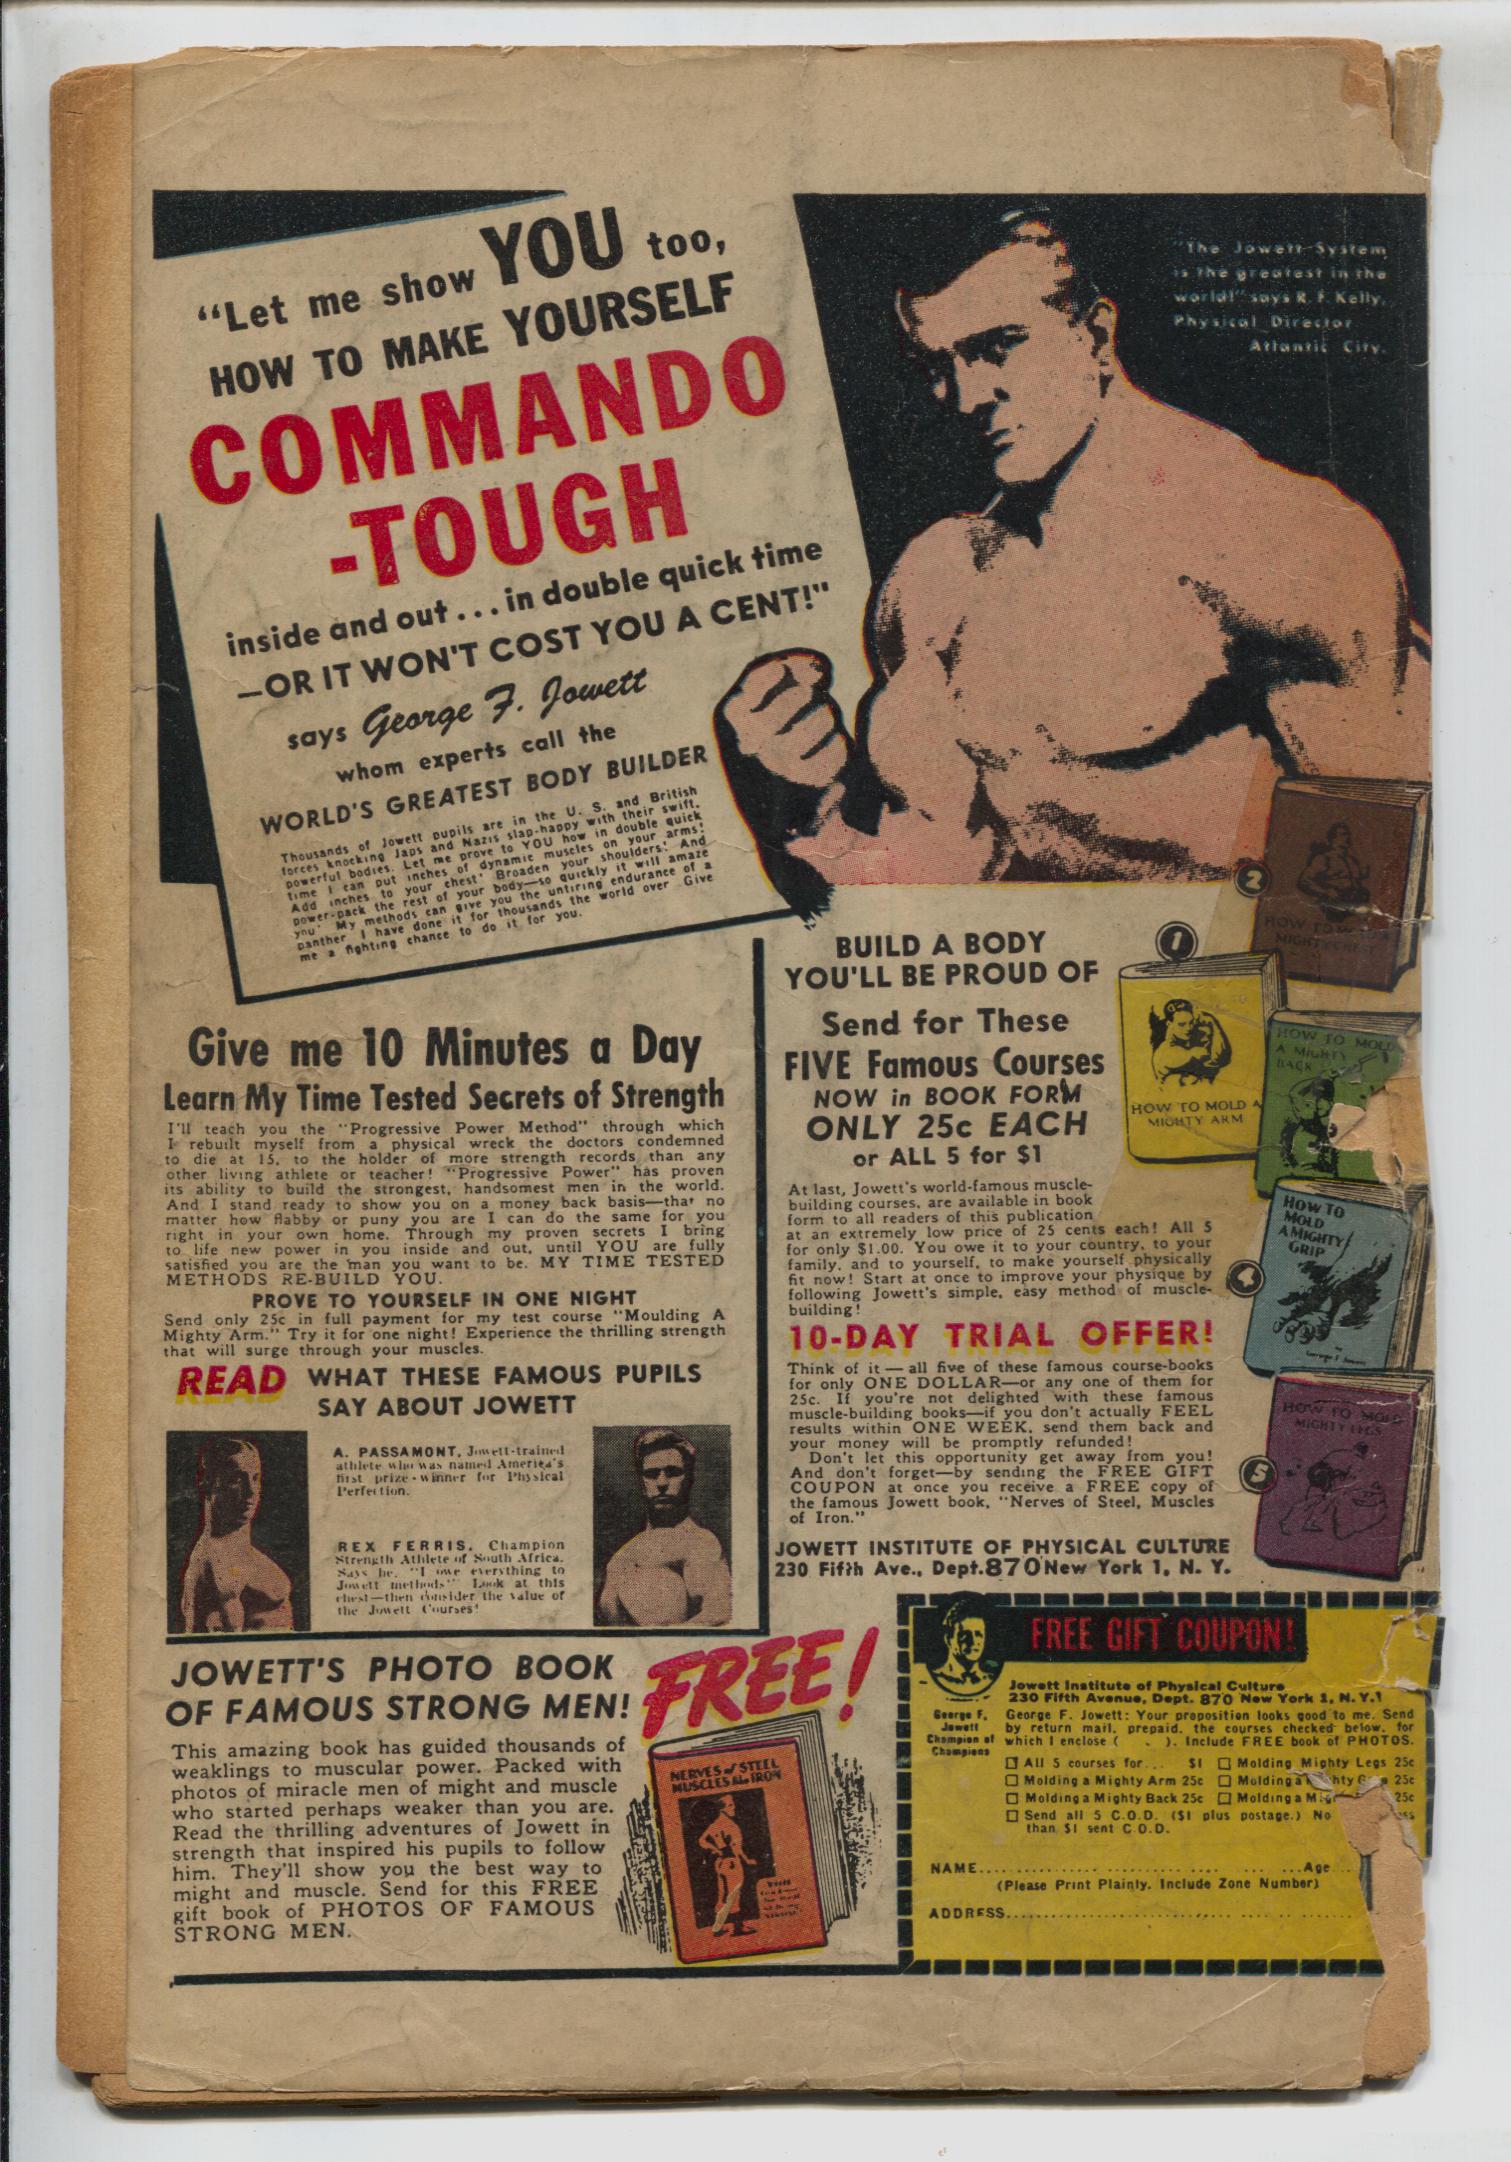 "Let me show YOU too,
HOW TO MAKE YOURSELF
COMMANDO
-TOUGH
inside and out . . . in double quick time
—OR IT WON'T COST YOU A CENT!"
says George F. Jowett
whom experts call the
WORLD'S GREATEST BODY BUILDER
Thousands of Jowett pupils are in the U. S. and British
forces knocking Japs and Nazis slap-happy with their swift,
powerful bodies. Let me prove to YOU how in double quick
time I can put inches of dynamic muscles on your arms!
Add inches to your chest! Broaden your shoulders! And
power-pack the rest of your body—so quickly it will amaze
you! My methods can give you the untiring endurance of a
panther I have done it for thousands the world over Give
me a fighting chance to do it for you.
"The Jowett System
is the greatest in the
world!" says R. F. Kelly,
Physical Director
Atlantic City.
Give me 10 Minutes a Day
Learn My Time Tested Secrets of Strength
I'll teach you the "Progressive Power Method" through which
I rebuilt myself from a physical wreck the doctors condemned
to die at 15, to the holder of more strength records than any
other living athlete or teacher! "Progressive Power" has proven
its ability to build the strongest, handsomest men in the world.
And I stand ready to show you on a money back basis—that no
matter how flabby or puny you are I can do the same for you
right in your own home. Through my proven secrets I bring
to life new power in you inside and out, until YOU are fully
satisfied you are the man you want to be. MY TIME TESTED
METHODS RE-BUILD YOU.
PROVE TO YOURSELF IN ONE NIGHT
Send only 25c in full payment for my test course "Moulding A
Mighty Arm." Try it for one night! Experience the thrilling strength
that will surge through your muscles.
READ WHAT THESE FAMOUS PUPILS
SAY ABOUT JOWETT
A. PASSAMONT, Jowett-trained
athlete who was named America's
first prize-winner for Physical
Perfection.
REX FERRIS, Champion
Strength Athlete of South Africa.
Says he, "I owe everything to
Jowett methods!" Look at this
chest—then consider the value of
the Jowett Courses!
JOWETT'S PHOTO BOOK
OF FAMOUS STRONG MEN!
FREE!
This amazing book has guided thousands of
weaklings to muscular power. Packed with
photos of miracle men of might and muscle
who started perhaps weaker than you are.
Read the thrilling adventures of Jowett in
strength that inspired his pupils to follow
him. They'll show you the best way to
might and muscle. Send for this FREE
gift book of PHOTOS OF FAMOUS
STRONG MEN.
NERVES of STEEL
MUSCLES like IRON
BUILD A BODY
YOU'LL BE PROUD OF
Send for These
FIVE Famous Courses
NOW in BOOK FORM
ONLY 25c EACH
or ALL 5 for $1
At last, Jowett's world-famous muscle-
building courses, are available in book
form to all readers of this publication
at an extremely low price of 25 cents each! All 5
for only $1.00. You owe it to your country, to your
family, and to yourself, to make yourself physically
fit now! Start at once to improve your physique by
following Jowett's simple, easy method of muscle-
building!
10-DAY TRIAL OFFER!
Think of it — all five of these famous course-books
for only ONE DOLLAR—or any one of them for
25c. If you're not delighted with these famous
muscle-building books—if you don't actually FEEL
results within ONE WEEK, send them back and
your money will be promptly refunded!
Don't let this opportunity get away from you!
And don't forget—by sending the FREE GIFT
COUPON at once you receive a FREE copy of
the famous Jowett book, "Nerves of Steel, Muscles
of Iron."
JOWETT INSTITUTE OF PHYSICAL CULTURE
230 Fifth Ave., Dept. 870 New York 1, N. Y.
2
HOW TO MOLD A
MIGHTY CHEST
1
HOW TO MOLD A
MIGHTY ARM
HOW TO MOLD
A MIGHTY
BACK
4
HOW TO
MOLD
A MIGHTY
GRIP
by
George F. Jowett
5
HOW TO MOLD
MIGHTY LEGS
FREE GIFT COUPON!
George F.
Jowett
Champion of
Champions
Jowett Institute of Physical Culture
230 Fifth Avenue, Dept. 870 New York 1, N. Y.
George F. Jowett: Your proposition looks good to me. Send
by return mail, prepaid, the courses checked below, for
which I enclose ( ). Include FREE book of PHOTOS.
All 5 courses for... $1 Molding Mighty Legs 25c
Molding a Mighty Arm 25c Molding a Mighty 25c
Molding a Mighty Back 25c Molding a 25c
Send all 5 C.O.D. ($1 plus postage.) No
than $1 sent C.O.D.
NAME.......... Age
(Please Print Plainly. Include Zone Number)
ADDRESS..........